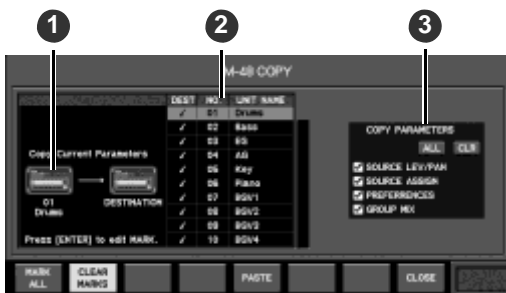 1 2 3
M-48 COPY
DEST NO. UNIT NAME
✓ 01 Drums
✓ 02 Bass
✓ 03 EG
✓ 04 AG
✓ 05 Key
✓ 06 Piano
✓ 07 BGV1
✓ 08 BGV2
✓ 09 BGV3
✓ 10 BGV4
Copy Current Parameters
01 DESTINATION
Drums
Press [ENTER] to edit MARK.
COPY PARAMETERS
ALL CLR
SOURCE LEV/PAN
SOURCE ASSIGN
PREFERENCES
GROUP MIX
MARK ALL
CLEAR MARKS
PASTE
CLOSE